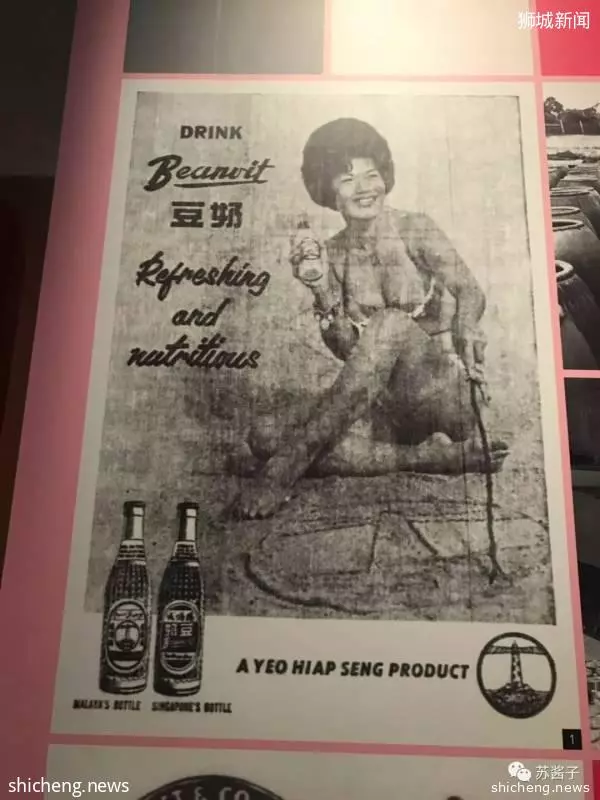 狮城新闻
DRINK
Beanvit
豆奶
Refreshing
and
nutritious
A YEO HIAP SENG PRODUCT
MALAYA'S BOTTLE SINGAPORE'S BOTTLE
1
T & CO
苏酱子
shicheng.news
shicheng.news